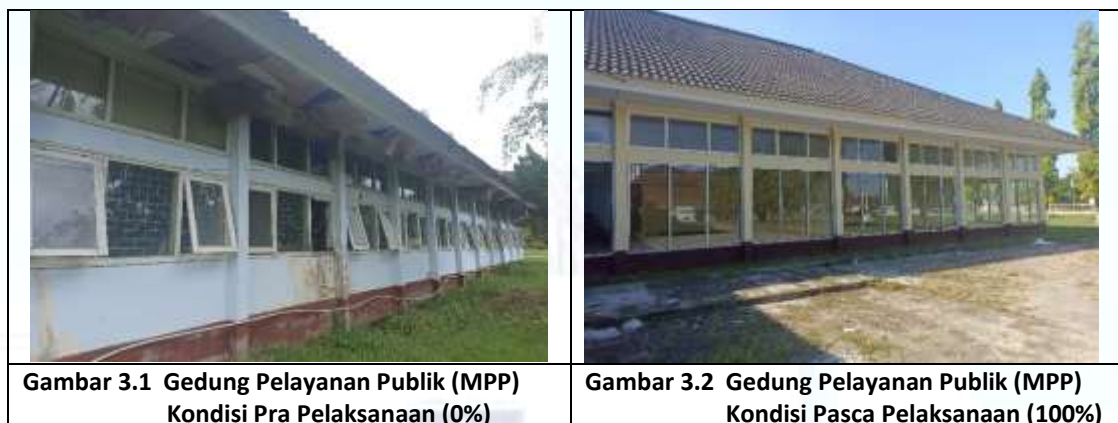 Gambar 3.1 Gedung Pelayanan Publik (MPP)
Kondisi Pra Pelaksanaan (0%)
Gambar 3.2 Gedung Pelayanan Publik (MPP)
Kondisi Pasca Pelaksanaan (100%)